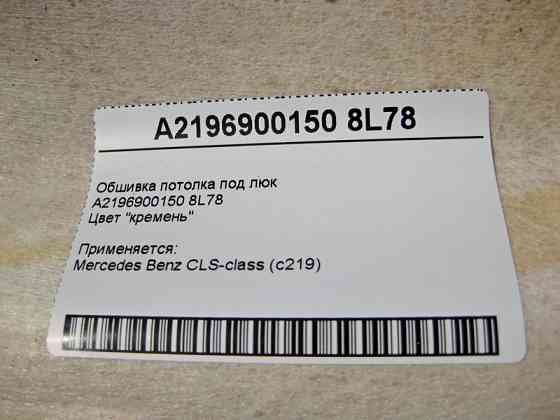 A2196900150 8L78
Обшивка потолка под люк
A2196900150 8L78
Цвет "кремень"
Применяется:
Mercedes Benz CLS-class (c219)